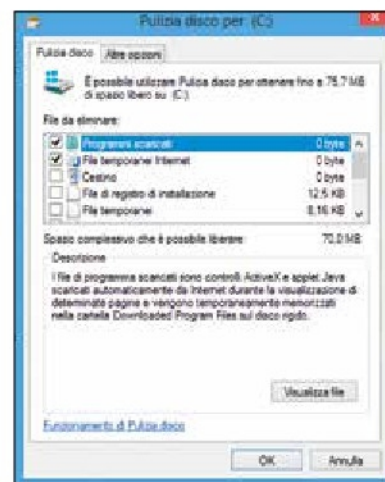 Pulizia disco per (C:)
Pulizia disco Altre opzioni
È possibile utilizzare Pulizia disco per ottenere fino a 75,7 MB
di spazio libero su (C:).
File da eliminare:
Programmi scaricati 0 byte
File temporanei Internet 0 byte
Cestino 0 byte
File di registro di installazione 12,5 KB
File temporanei 8,16 KB
Spazio complessivo che è possibile liberare: 70,0 MB
Descrizione
I file di programma scaricati sono controlli ActiveX e applet Java
scaricati automaticamente da Internet durante la visualizzazione di
determinate pagine e vengono temporaneamente memorizzati
nella cartella Downloaded Program Files sul disco rigido.
Visualizza file
Funzionamento di Pulizia disco
OK Annulla